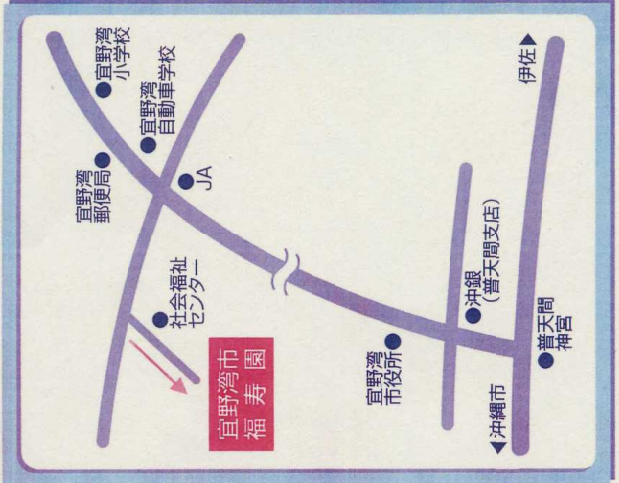 宜野湾
小学校
宜野湾
自動車学校
宜野湾
郵便局
JA
社会福祉
センター
宜野湾市
福寿園
伊佐▶
沖銀
(普天間支店)
宜野湾
市役所
普天間
神宮
◀沖縄市